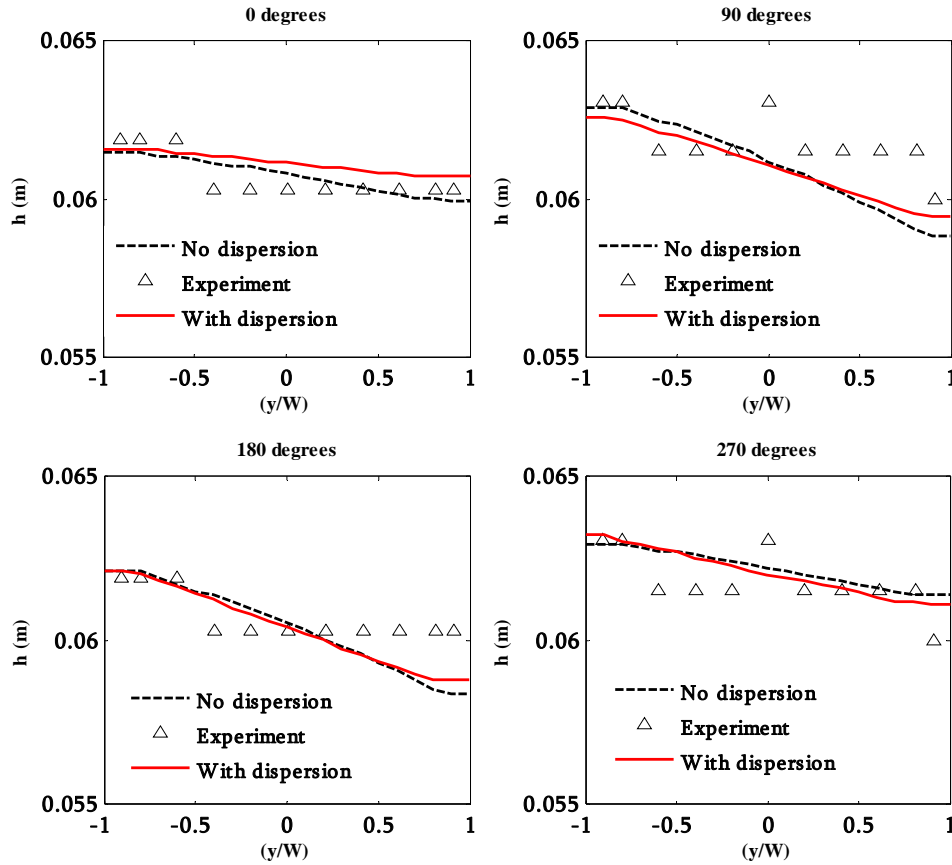 0 degrees
0.065
0.06
0.055
h (m)
No dispersion
Experiment
With dispersion
-1
-0.5
0
0.5
1
(y/W)
90 degrees
0.065
0.06
0.055
h (m)
No dispersion
Experiment
With dispersion
-1
-0.5
0
0.5
1
(y/W)
180 degrees
0.065
0.06
0.055
h (m)
No dispersion
Experiment
With dispersion
-1
-0.5
0
0.5
1
(y/W)
270 degrees
0.065
0.06
0.055
h (m)
No dispersion
Experiment
With dispersion
-1
-0.5
0
0.5
1
(y/W)